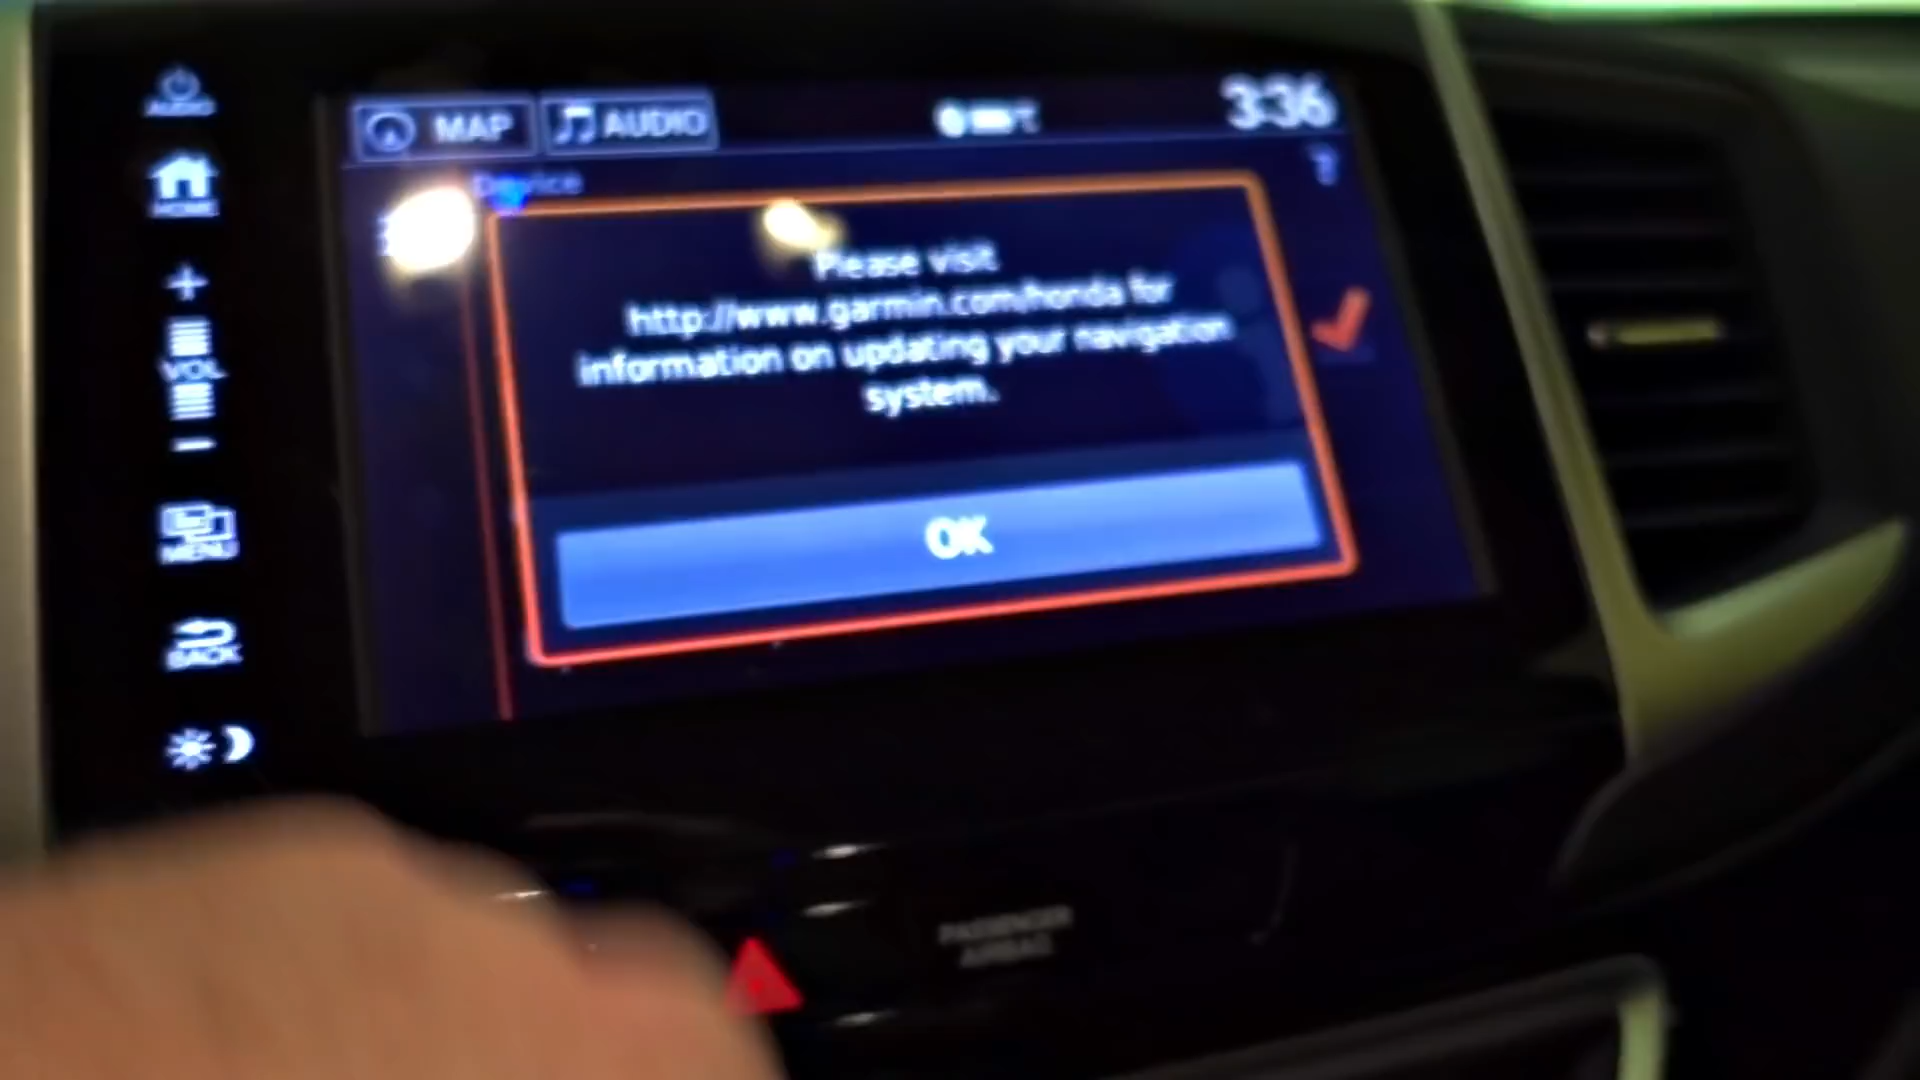 AUDIO
MAP
AUDIO
3:36
HOME
Device
Please visit
http://www.garmin.com/honda for
information on updating your navigation
system.
+
VOL
−
OK
MENU
BACK
PASSENGER
AIRBAG